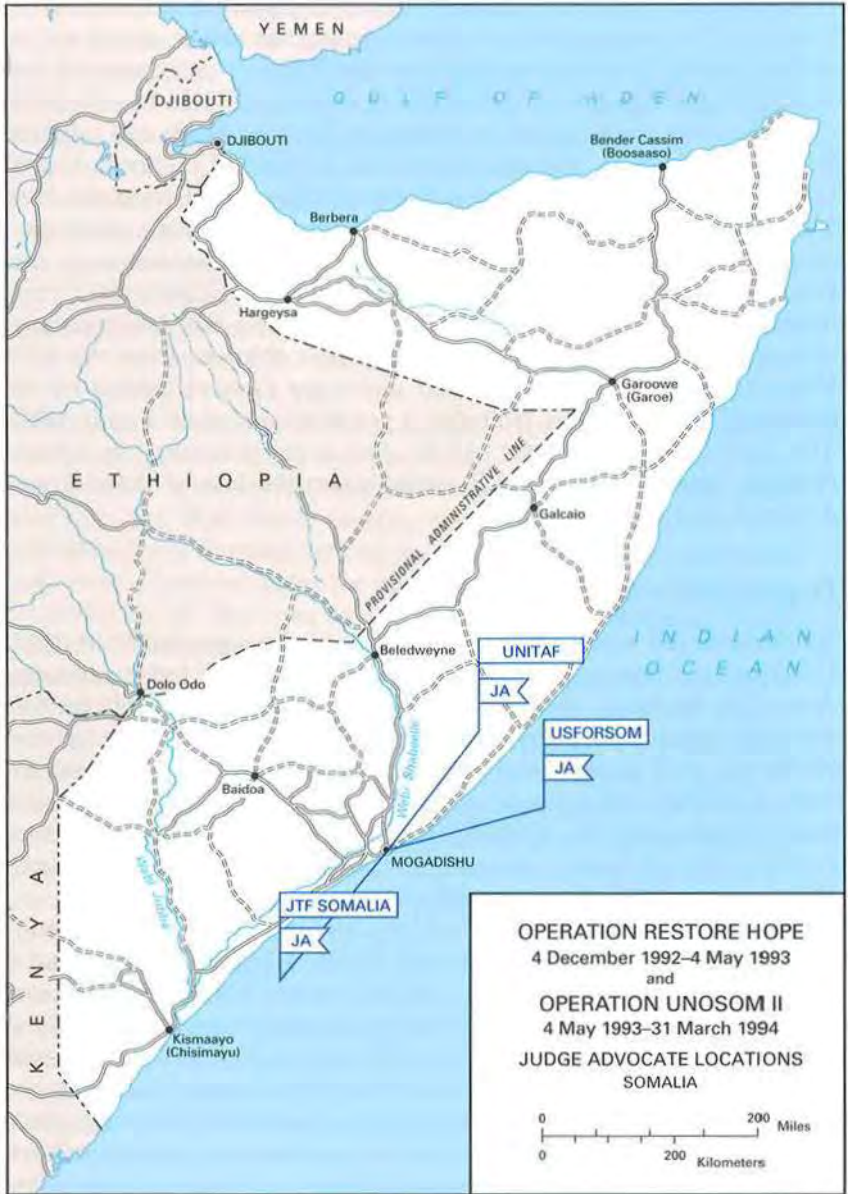 YEMEN
DJIBOUTI
GULF OF ADEN
DJIBOUTI
Bender Cassim
(Boosaaso)
Berbera
Hargeysa
Garoowe
(Garoe)
ETHIOPIA
PROVISIONAL ADMINISTRATIVE LINE
Galcaio
INDIAN
OCEAN
Beledweyne
UNITAF
JA
Dolo Odo
USFORSOM
JA
Webi Shabeelle
Baidoa
MOGADISHU
Webi Jubba
JTF SOMALIA
JA
KENYA
Kismaayo
(Chisimayu)
OPERATION RESTORE HOPE
4 December 1992–4 May 1993
and
OPERATION UNOSOM II
4 May 1993–31 March 1994
JUDGE ADVOCATE LOCATIONS
SOMALIA
0 200 Miles
0 200 Kilometers